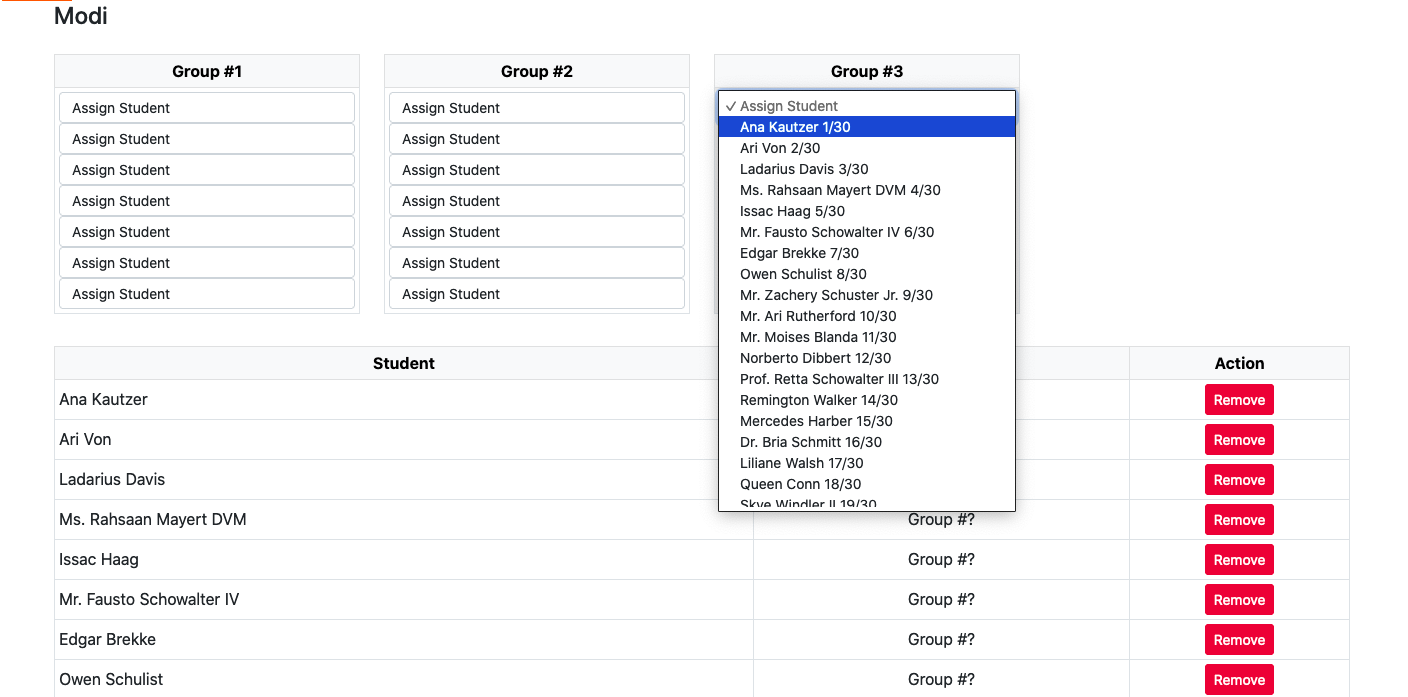 Modi
Group #1
Assign Student
Assign Student
Assign Student
Assign Student
Assign Student
Assign Student
Assign Student
Group #2
Assign Student
Assign Student
Assign Student
Assign Student
Assign Student
Assign Student
Assign Student
Group #3
✓ Assign Student
Ana Kautzer 1/30
Ari Von 2/30
Ladarius Davis 3/30
Ms. Rahsaan Mayert DVM 4/30
Issac Haag 5/30
Mr. Fausto Schowalter IV 6/30
Edgar Brekke 7/30
Owen Schulist 8/30
Mr. Zachery Schuster Jr. 9/30
Mr. Ari Rutherford 10/30
Mr. Moises Blanda 11/30
Norberto Dibbert 12/30
Prof. Retta Schowalter III 13/30
Remington Walker 14/30
Mercedes Harber 15/30
Dr. Bria Schmitt 16/30
Liliane Walsh 17/30
Queen Conn 18/30
Skye Windler II 19/30
Student Action
Ana Kautzer Remove
Ari Von Remove
Ladarius Davis Remove
Ms. Rahsaan Mayert DVM Group #? Remove
Issac Haag Group #? Remove
Mr. Fausto Schowalter IV Group #? Remove
Edgar Brekke Group #? Remove
Owen Schulist Group #? Remove